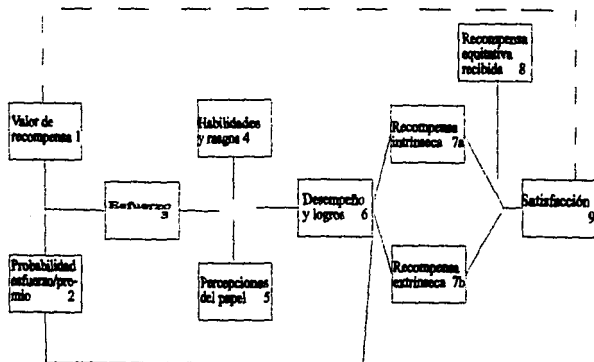 Recompensa
equitativa
recibida 8
Valor de
recompensa 1
Habilidades
y rasgos 4
Recompensa
intrínseca 7a
Esfuerzo
3
Desempeño
y logros 6
Satisfacción
9
Probabilidad
esfuerzo/pre-
mio 2
Percepciones
del papel 5
Recompensa
extrínseca 7b